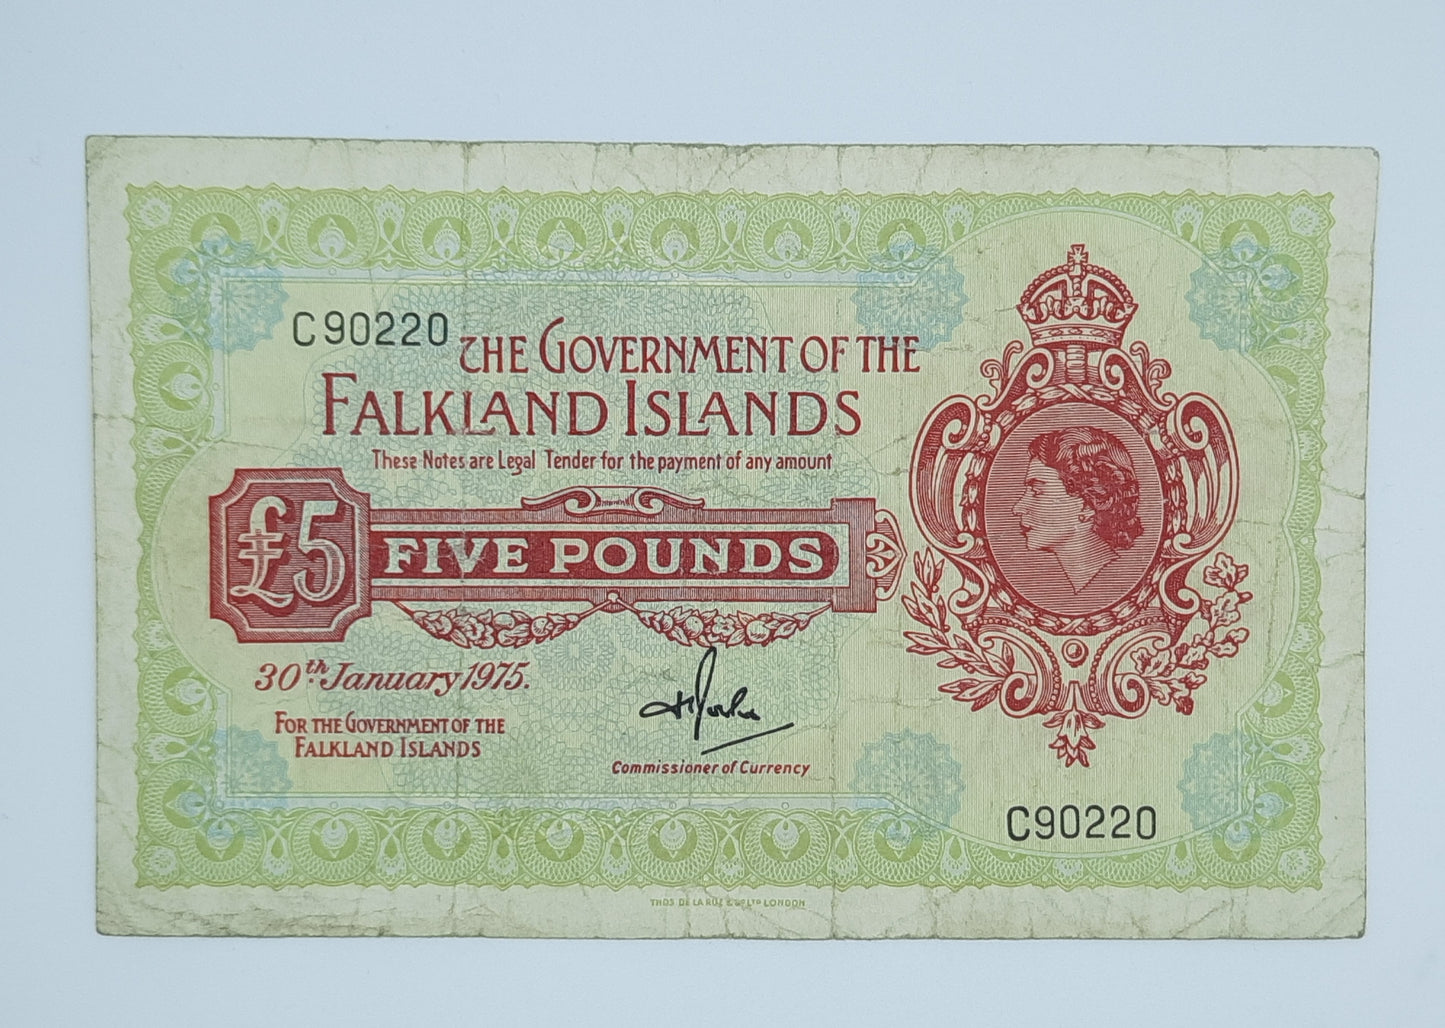 C90220
THE GOVERNMENT OF THE
FALKLAND ISLANDS
These Notes are Legal Tender for the payment of any amount
£5
FIVE POUNDS
30th January 1975.
FOR THE GOVERNMENT OF THE
FALKLAND ISLANDS
Commissioner of Currency
C90220
THOS DE LA RUE & Co LTD LONDON